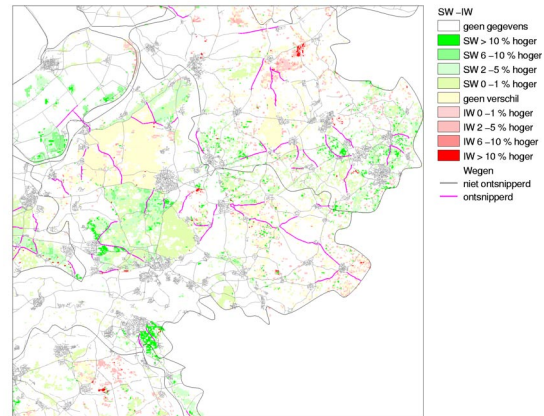 SW -IW
geen gegevens
SW > 10 % hoger
SW 6 -10 % hoger
SW 2 -5 % hoger
SW 0 -1 % hoger
geen verschil
IW 0 -1 % hoger
IW 2 -5 % hoger
IW 6 -10 % hoger
IW > 10 % hoger
Wegen
niet ontsnipperd
ontsnipperd